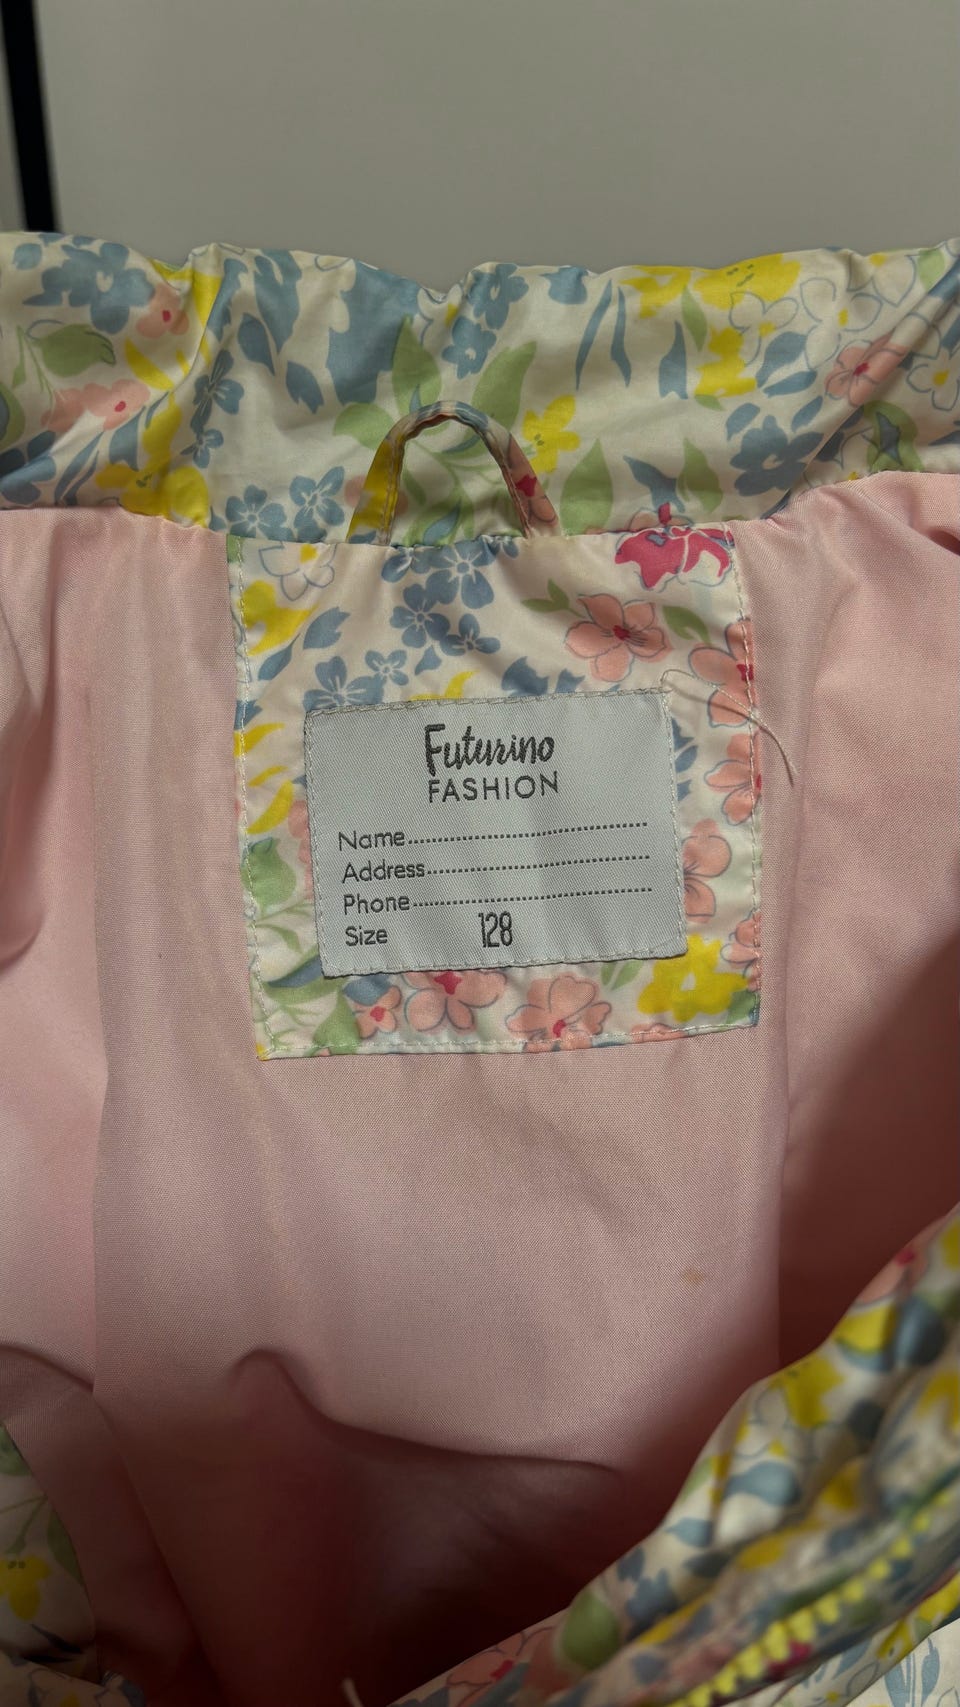 Futurino
FASHION
Name....................
Address....................
Phone....................
Size 128